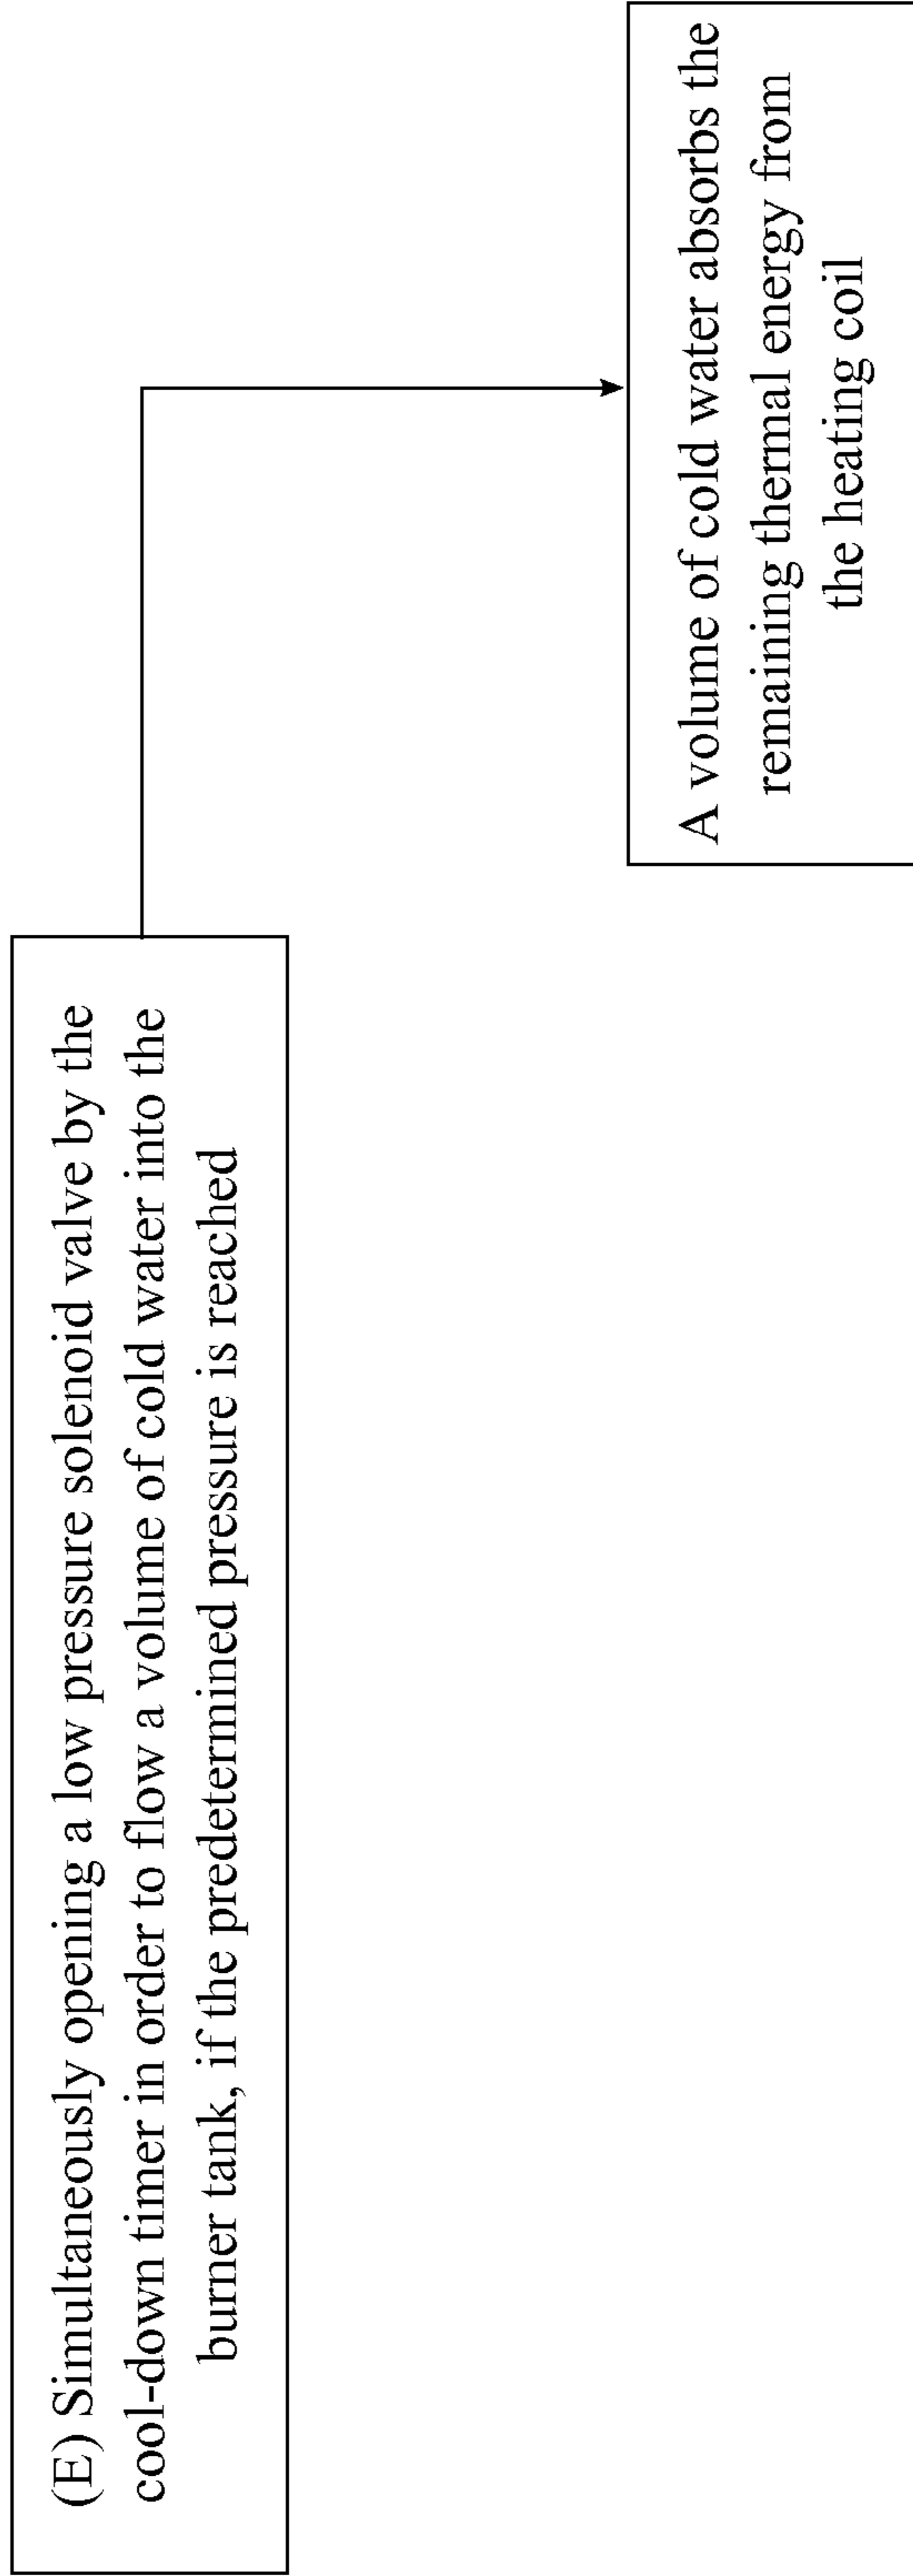 (E) Simultaneously opening a low pressure solenoid valve by the
cool-down timer in order to flow a volume of cold water into the
burner tank, if the predetermined pressure is reached
A volume of cold water absorbs the
remaining thermal energy from
the heating coil